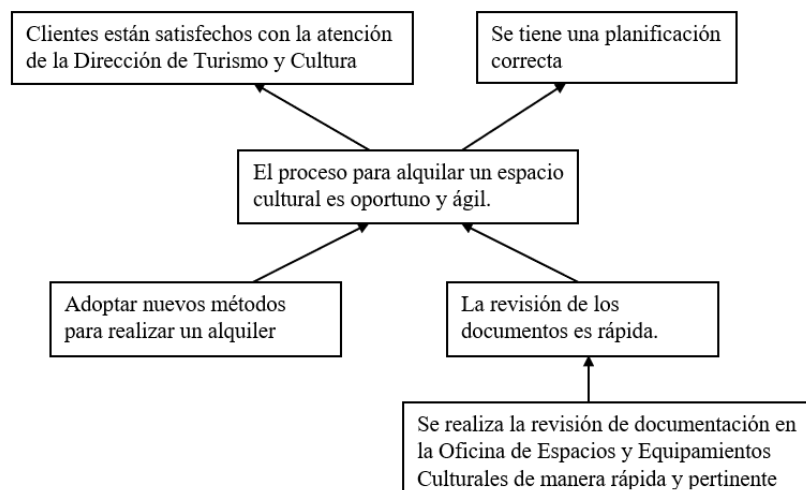 Clientes están satisfechos con la atención
de la Dirección de Turismo y Cultura
Se tiene una planificación
correcta
El proceso para alquilar un espacio
cultural es oportuno y ágil.
Adoptar nuevos métodos
para realizar un alquiler
La revisión de los
documentos es rápida.
Se realiza la revisión de documentación en
la Oficina de Espacios y Equipamientos
Culturales de manera rápida y pertinente